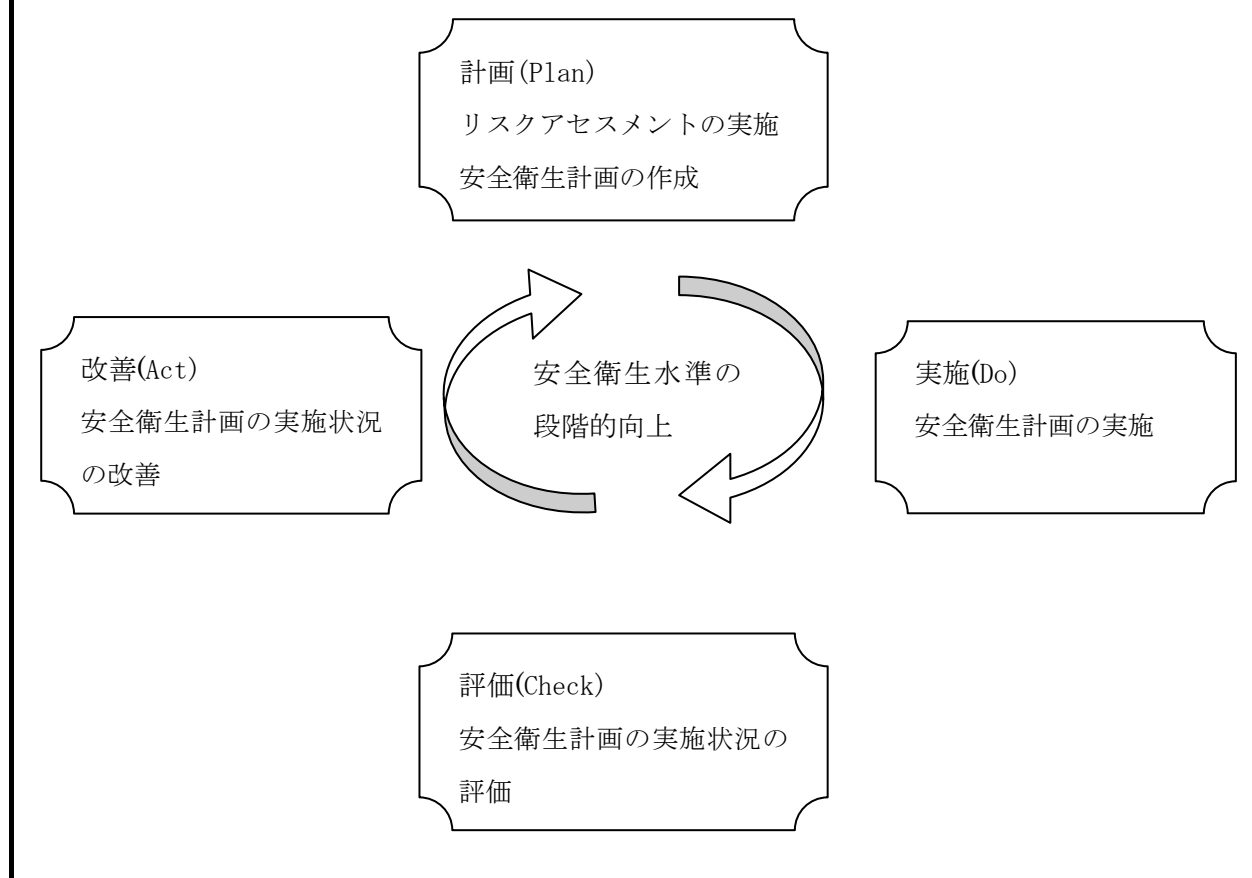 計画(Plan)
リスクアセスメントの実施
安全衛生計画の作成
改善(Act)
安全衛生計画の実施状況
の改善
安全衛生水準の
段階的向上
実施(Do)
安全衛生計画の実施
評価(Check)
安全衛生計画の実施状況の
評価